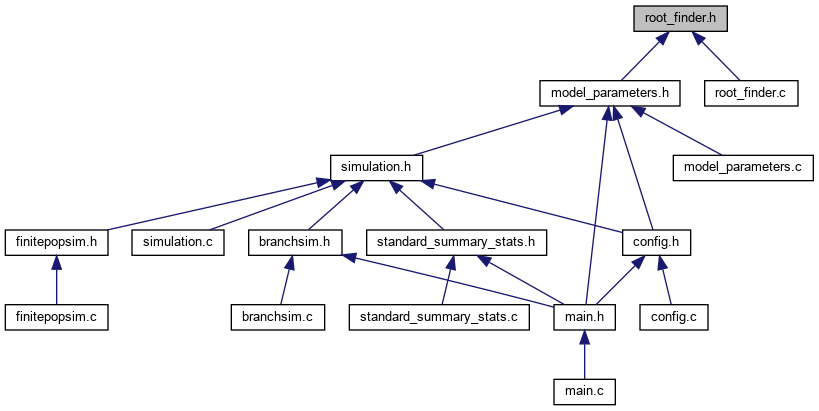 root_finder.h
model_parameters.h
root_finder.c
simulation.h
model_parameters.c
finitepopsim.h
simulation.c
branchsim.h
standard_summary_stats.h
config.h
finitepopsim.c
branchsim.c
standard_summary_stats.c
main.h
config.c
main.c